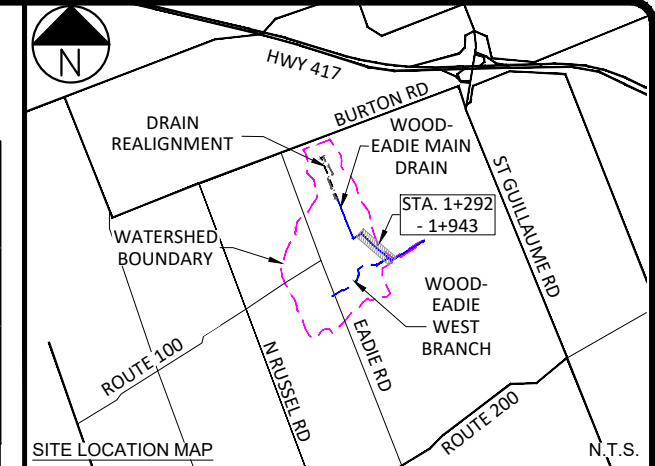 N
HWY 417
BURTON RD
DRAIN
REALIGNMENT
WOOD-
EADIE MAIN
DRAIN
ST GUILLAUME RD
STA. 1+292
- 1+943
WATERSHED
BOUNDARY
WOOD-
EADIE
WEST
BRANCH
EADIE RD
ROUTE 100
N RUSSEL RD
ROUTE 200
SITE LOCATION MAP
N.T.S.